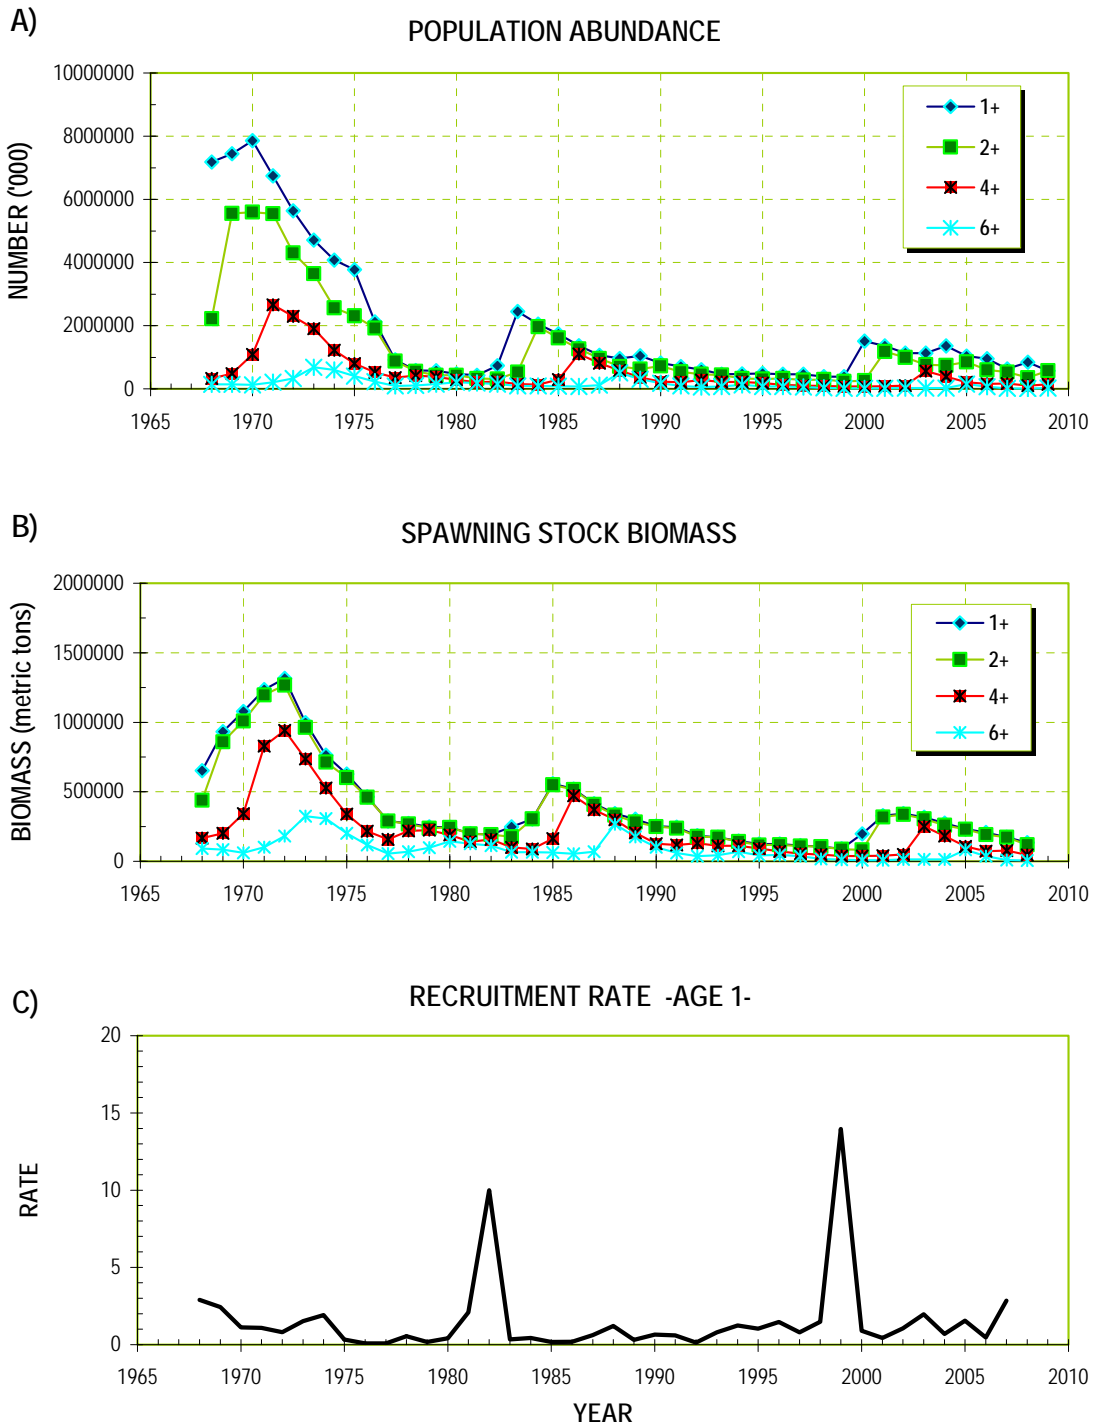 A)
POPULATION ABUNDANCE
NUMBER ('000)
10000000
8000000
6000000
4000000
2000000
0
1+
2+
4+
6+
1965 1970 1975 1980 1985 1990 1995 2000 2005 2010
B)
SPAWNING STOCK BIOMASS
BIOMASS (metric tons)
2000000
1500000
1000000
500000
0
1+
2+
4+
6+
1965 1970 1975 1980 1985 1990 1995 2000 2005 2010
C)
RECRUITMENT RATE -AGE 1-
RATE
20
15
10
5
0
1965 1970 1975 1980 1985 1990 1995 2000 2005 2010
YEAR